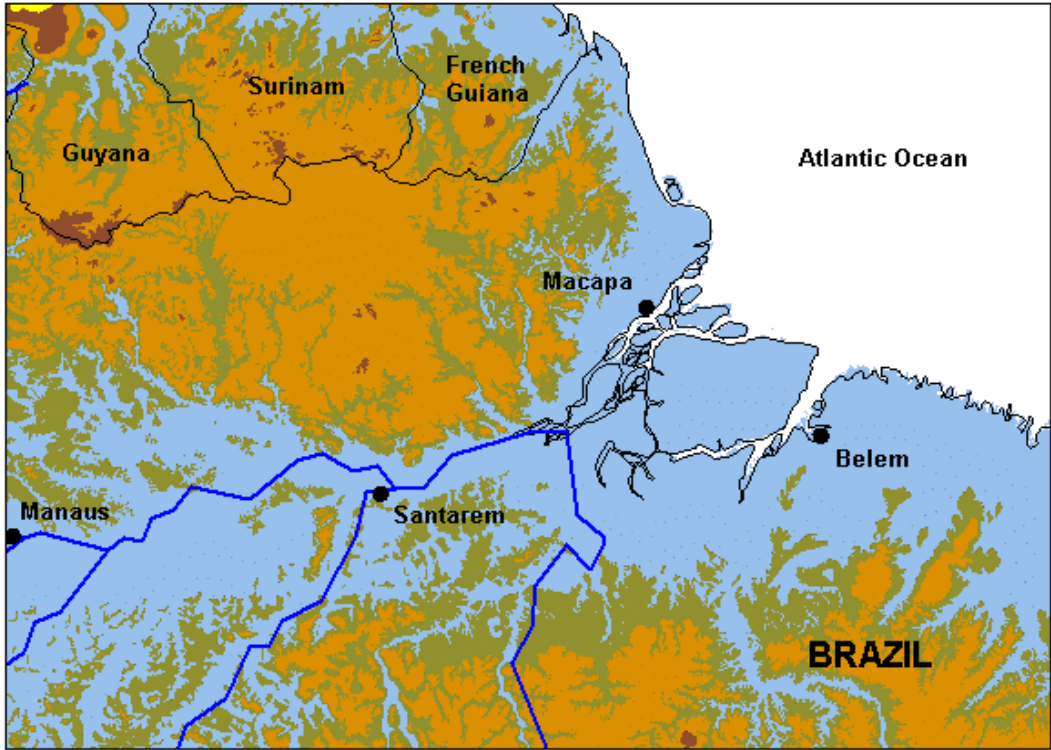 French
Guiana
Surinam
Guyana
Atlantic Ocean
Macapa
Belem
Santarem
Manaus
BRAZIL